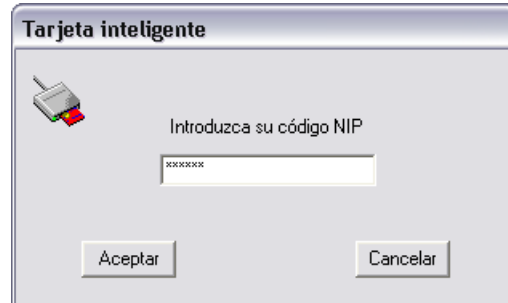 Tarjeta inteligente
Introduzca su código NIP
******
Aceptar
Cancelar